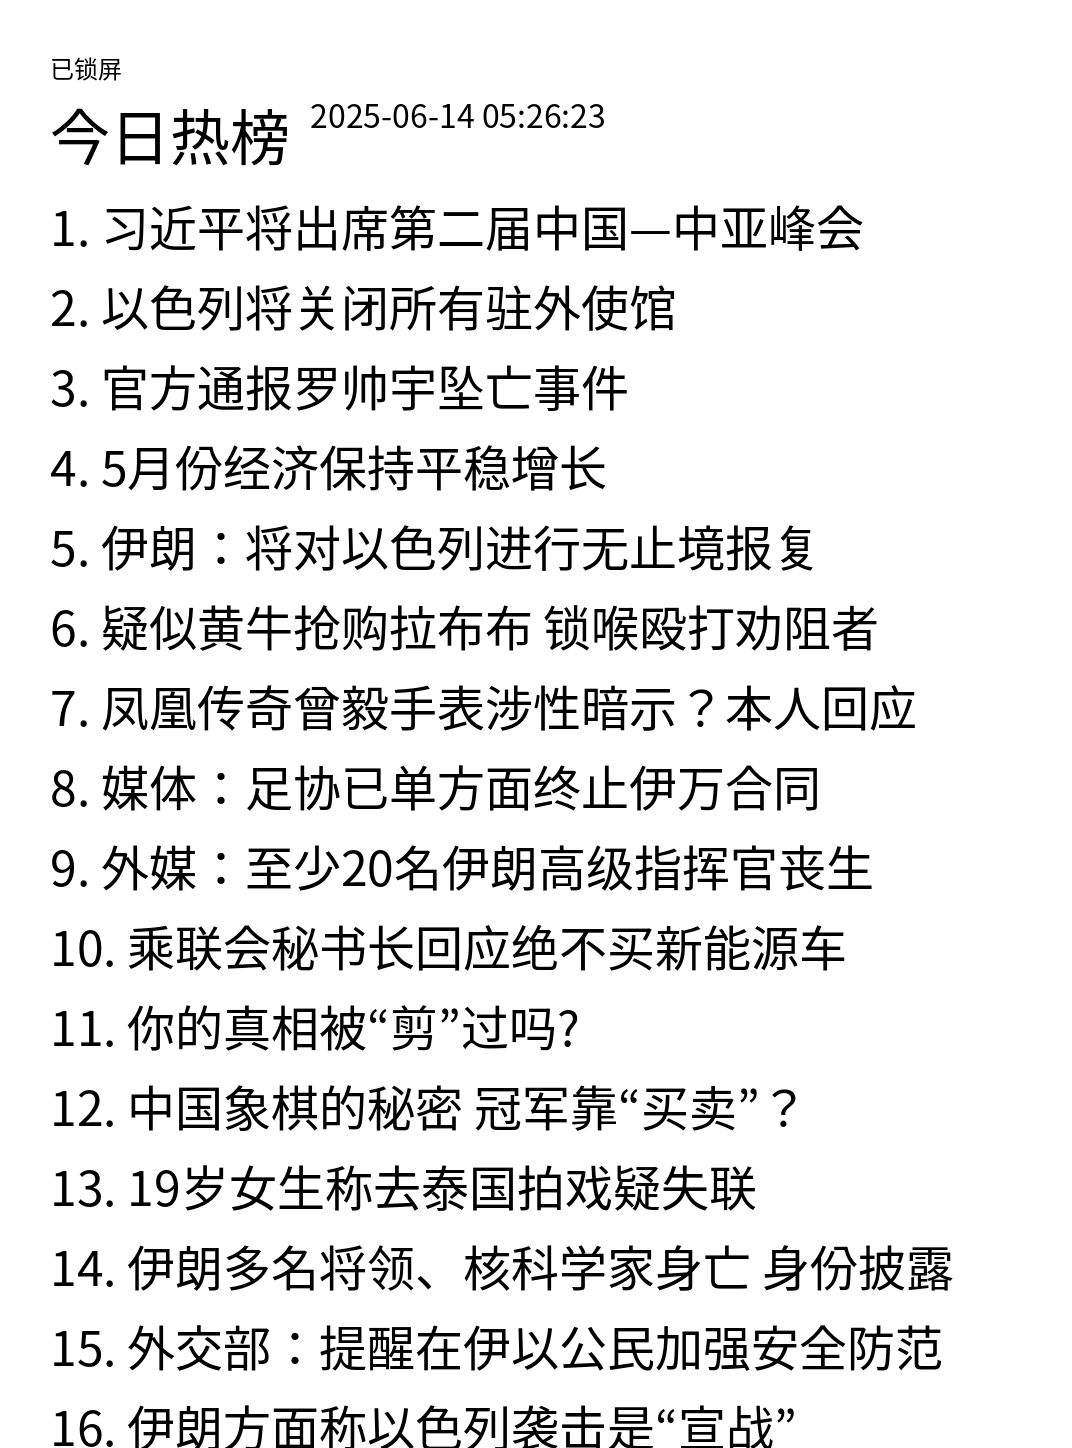 已锁屏
今日热榜 2025-06-14 05:26:23
1. 习近平将出席第二届中国—中亚峰会
2. 以色列将关闭所有驻外使馆
3. 官方通报罗帅宇坠亡事件
4. 5月份经济保持平稳增长
5. 伊朗：将对以色列进行无止境报复
6. 疑似黄牛抢购拉布布 锁喉殴打劝阻者
7. 凤凰传奇曾毅手表涉性暗示？本人回应
8. 媒体：足协已单方面终止伊万合同
9. 外媒：至少20名伊朗高级指挥官丧生
10. 乘联会秘书长回应绝不买新能源车
11. 你的真相被“剪”过吗?
12. 中国象棋的秘密 冠军靠“买卖”？
13. 19岁女生称去泰国拍戏疑失联
14. 伊朗多名将领、核科学家身亡 身份披露
15. 外交部：提醒在伊以公民加强安全防范
16. 伊朗方面称以色列袭击是“宣战”